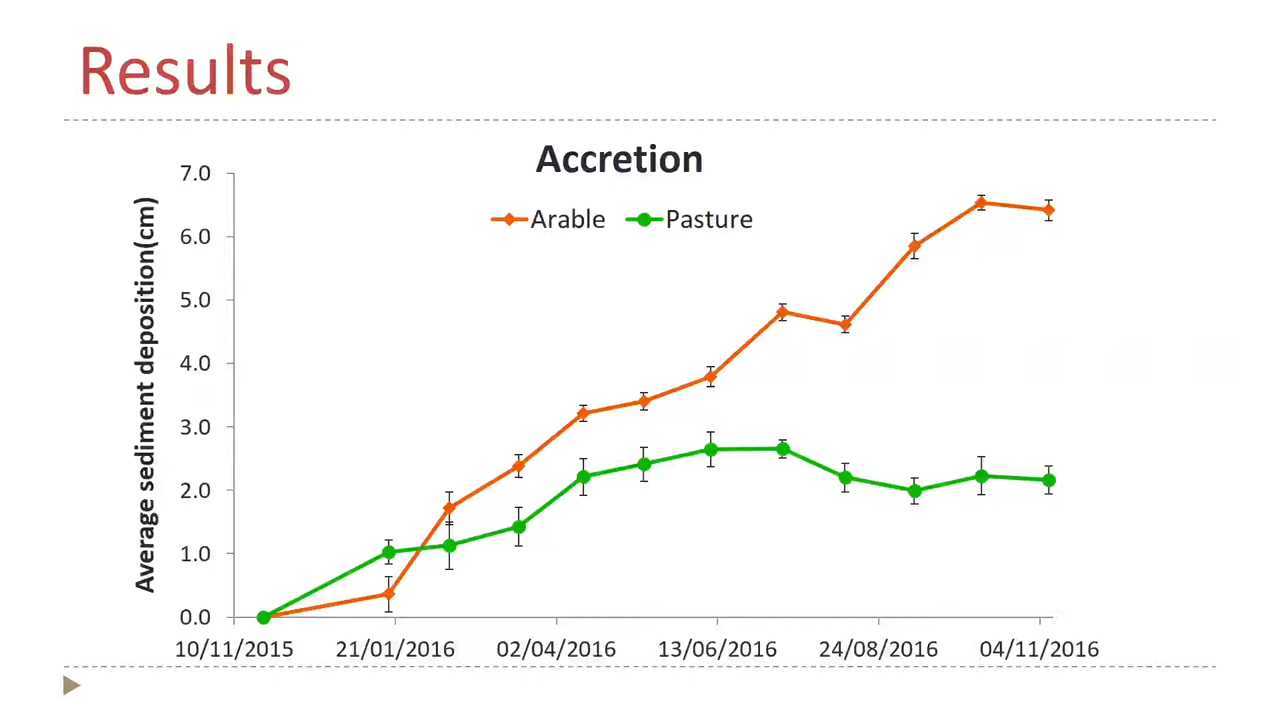 Results
Accretion
Arable Pasture
Average sediment deposition(cm)
7.0
6.0
5.0
4.0
3.0
2.0
1.0
0.0
10/11/2015 21/01/2016 02/04/2016 13/06/2016 24/08/2016 04/11/2016